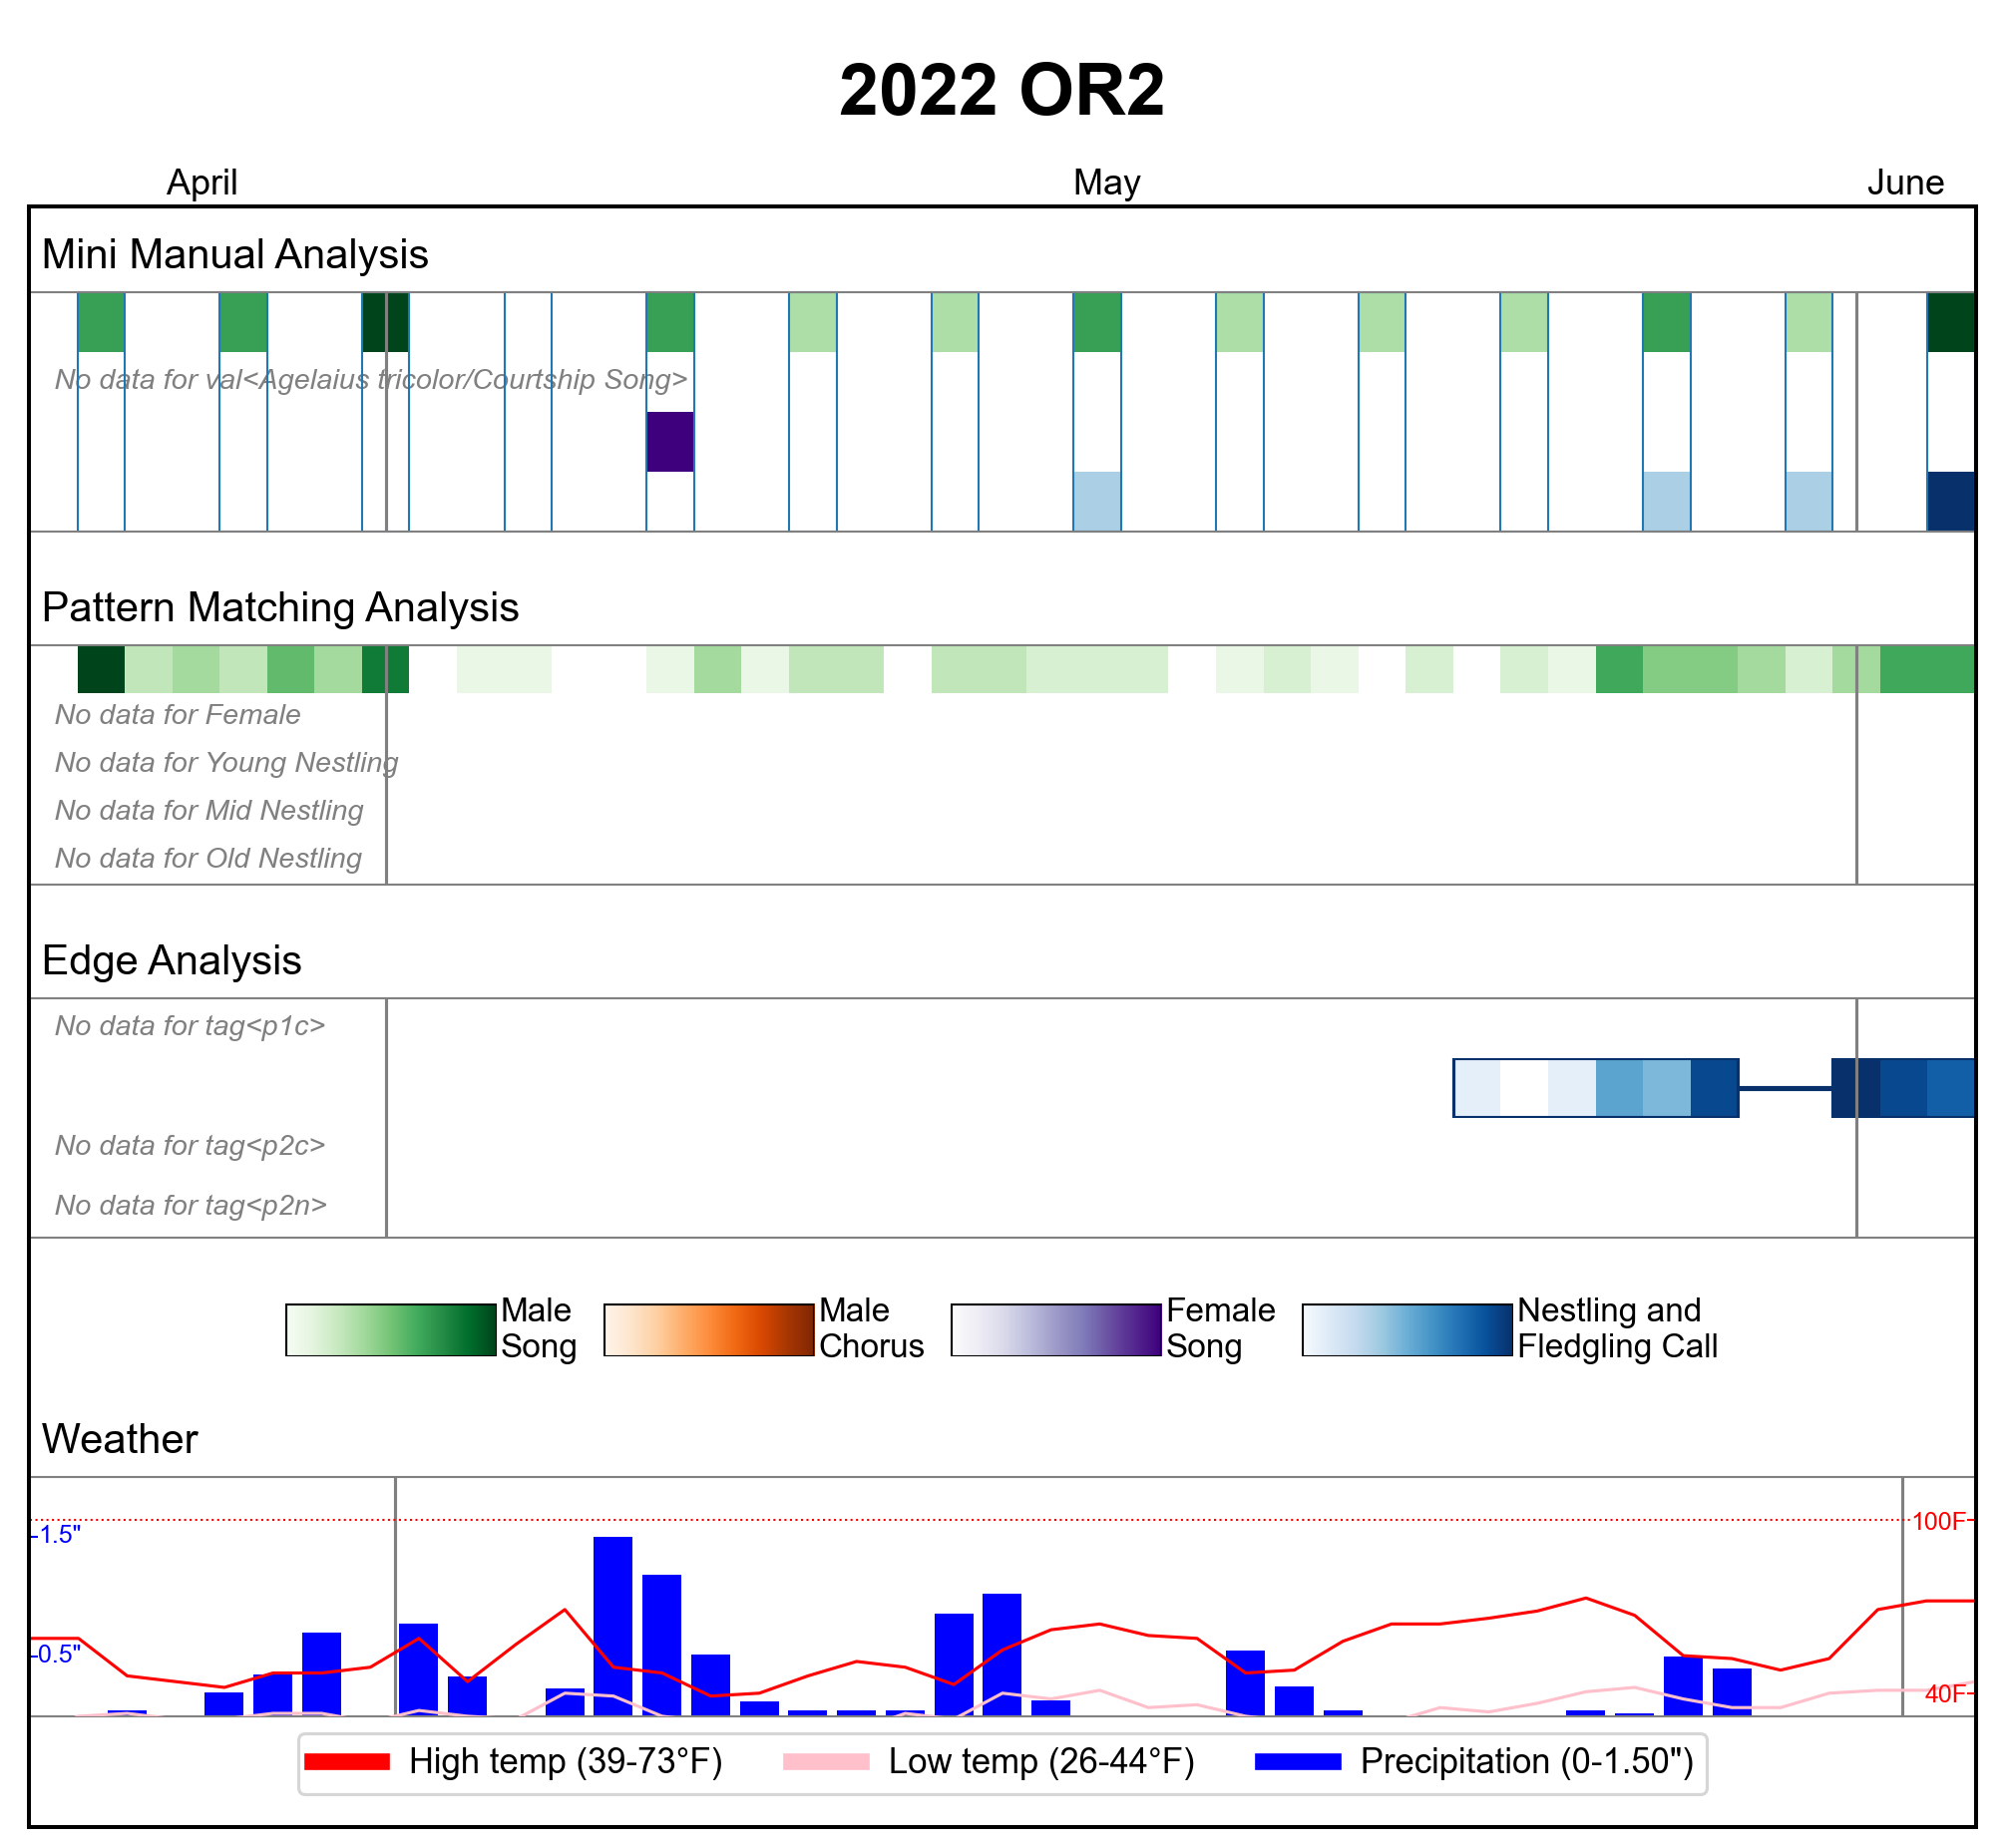 2022 OR2
April May June
Mini Manual Analysis
No data for val<Agelaius tricolor/Courtship Song>
Pattern Matching Analysis
No data for Female
No data for Young Nestling
No data for Mid Nestling
No data for Old Nestling
Edge Analysis
No data for tag<p1c>
No data for tag<p2c>
No data for tag<p2n>
Male Song
Male Chorus
Female Song
Nestling and Fledgling Call
Weather
1.5" 100F
0.5"
40F
High temp (39-73°F) Low temp (26-44°F) Precipitation (0-1.50")